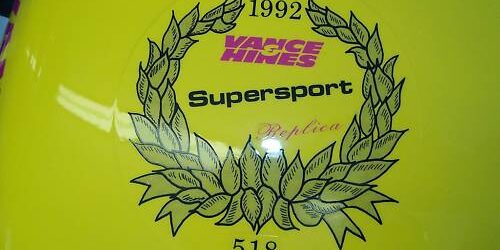 1992
VANCE
&
HINES
Supersport
Replica
518